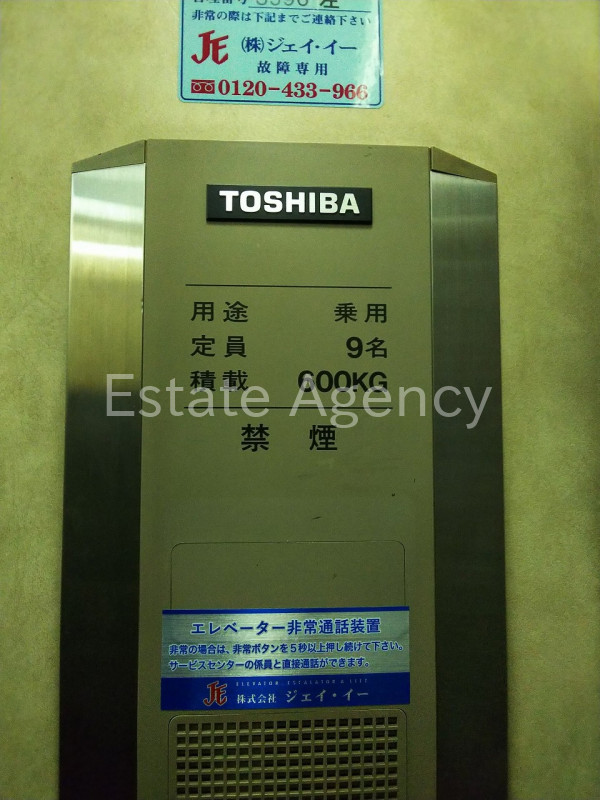 非常の際は下記までご連絡下さい
JE (株)ジェイ・イー
故障専用
0120-433-966
TOSHIBA
用途 乗用
定員 9名
積載 600KG
Estate Agency
禁煙
エレベーター非常通話装置
非常の場合は、非常ボタンを5秒以上押し続けて下さい。
サービスセンターの係員と直接通話ができます。
ELEVATOR, ESCALATOR & LIFT
JE 株式会社 ジェイ・イー